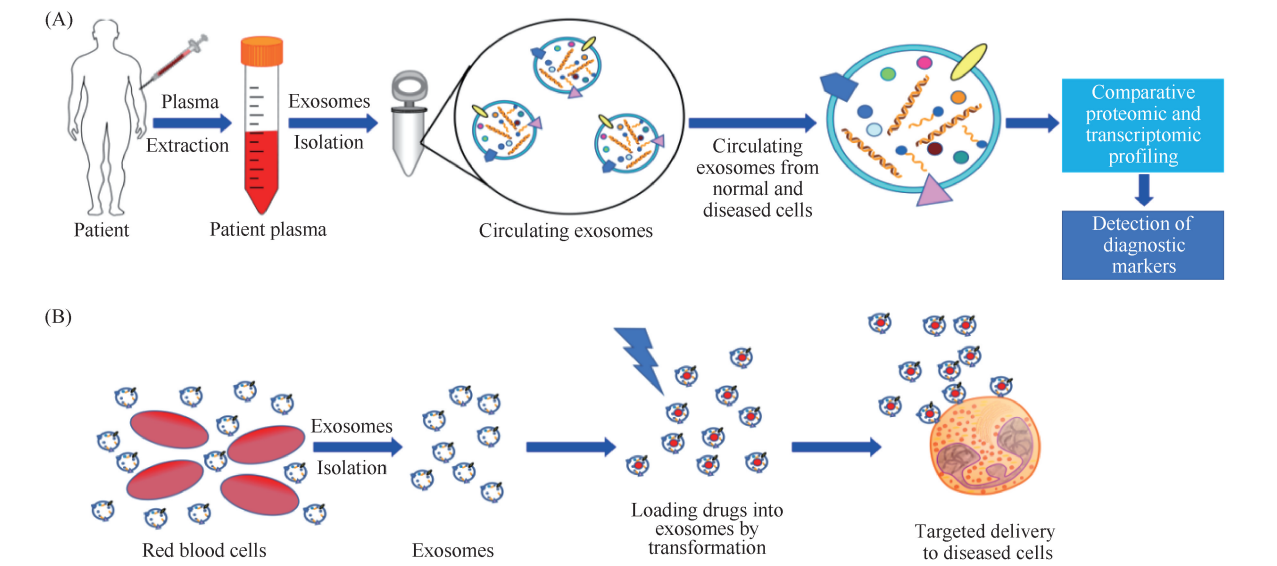 (A)
Plasma
Extraction
Exosomes
Isolation
Patient
Patient plasma
Circulating exosomes
Circulating
exosomes from
normal and
diseased cells
Comparative
proteomic and
transcriptomic
profiling
Detection of
diagnostic
markers
(B)
Exosomes
Isolation
Red blood cells
Exosomes
Loading drugs into
exosomes by
transformation
Targeted delivery
to diseased cells